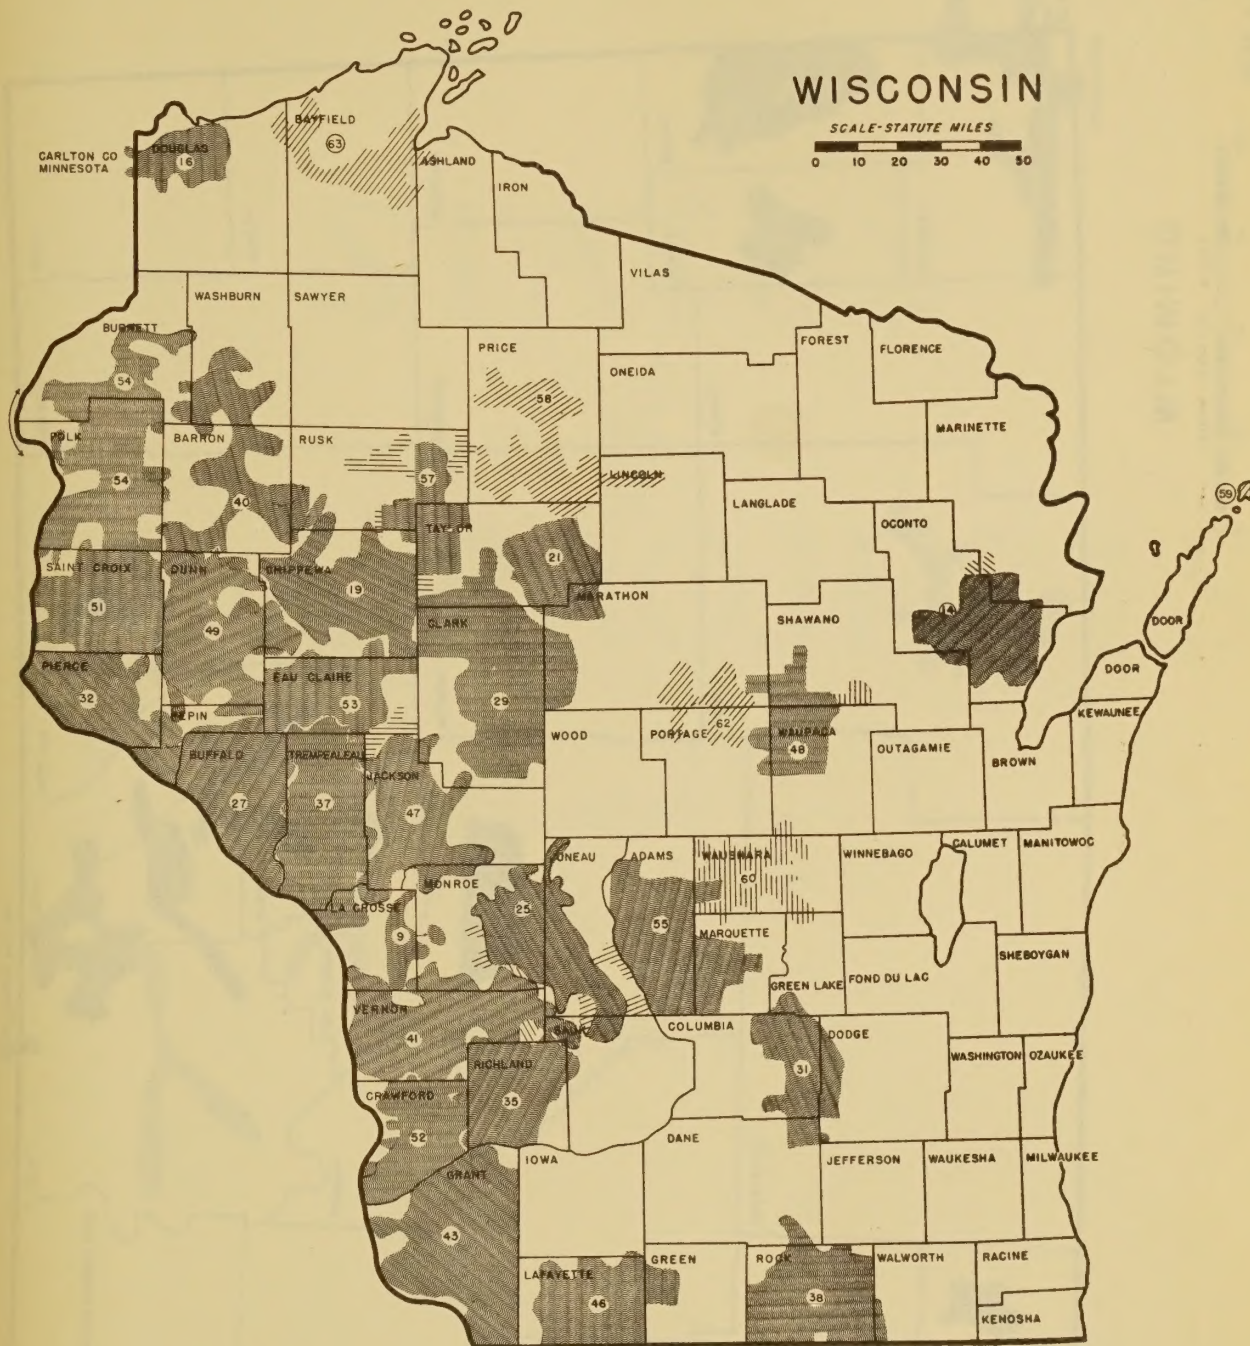 WISCONSIN
SCALE-STATUTE MILES
0 10 20 30 40 50
CARLTON CO
MINNESOTA
DOUGLAS
16
BAYFIELD
63
ASHLAND
IRON
VILAS
WASHBURN
SAWYER
BURNETT
54
PRICE
58
ONEIDA
FOREST
FLORENCE
MARINETTE
POLK
54
BARRON
40
RUSK
57
LINCOLN
LANGLADE
OCONTO
59
TAYLOR
21
SAINT CROIX
51
DUNN
49
CHIPPEWA
19
MARATHON
SHAWANO
14
DOOR
CLARK
29
PIERCE
32
EAU CLAIRE
53
DOOR
PEPIN
BUFFALO
27
TREMPEALEAU
37
JACKSON
47
WOOD
PORTAGE
62
WAUPACA
48
OUTAGAMIE
BROWN
KEWAUNEE
JUNEAU
ADAMS
55
WAUSHARA
60
WINNEBAGO
CALUMET
MANITOWOC
MONROE
25
LA CROSSE
9
MARQUETTE
GREEN LAKE
FOND DU LAC
SHEBOYGAN
VERNON
41
SAUK
COLUMBIA
31
DODGE
WASHINGTON
OZAUKEE
RICHLAND
35
CRAWFORD
52
DANE
IOWA
JEFFERSON
WAUKESHA
MILWAUKEE
GRANT
43
LAFAYETTE
46
GREEN
ROCK
38
WALWORTH
RACINE
KENOSHA